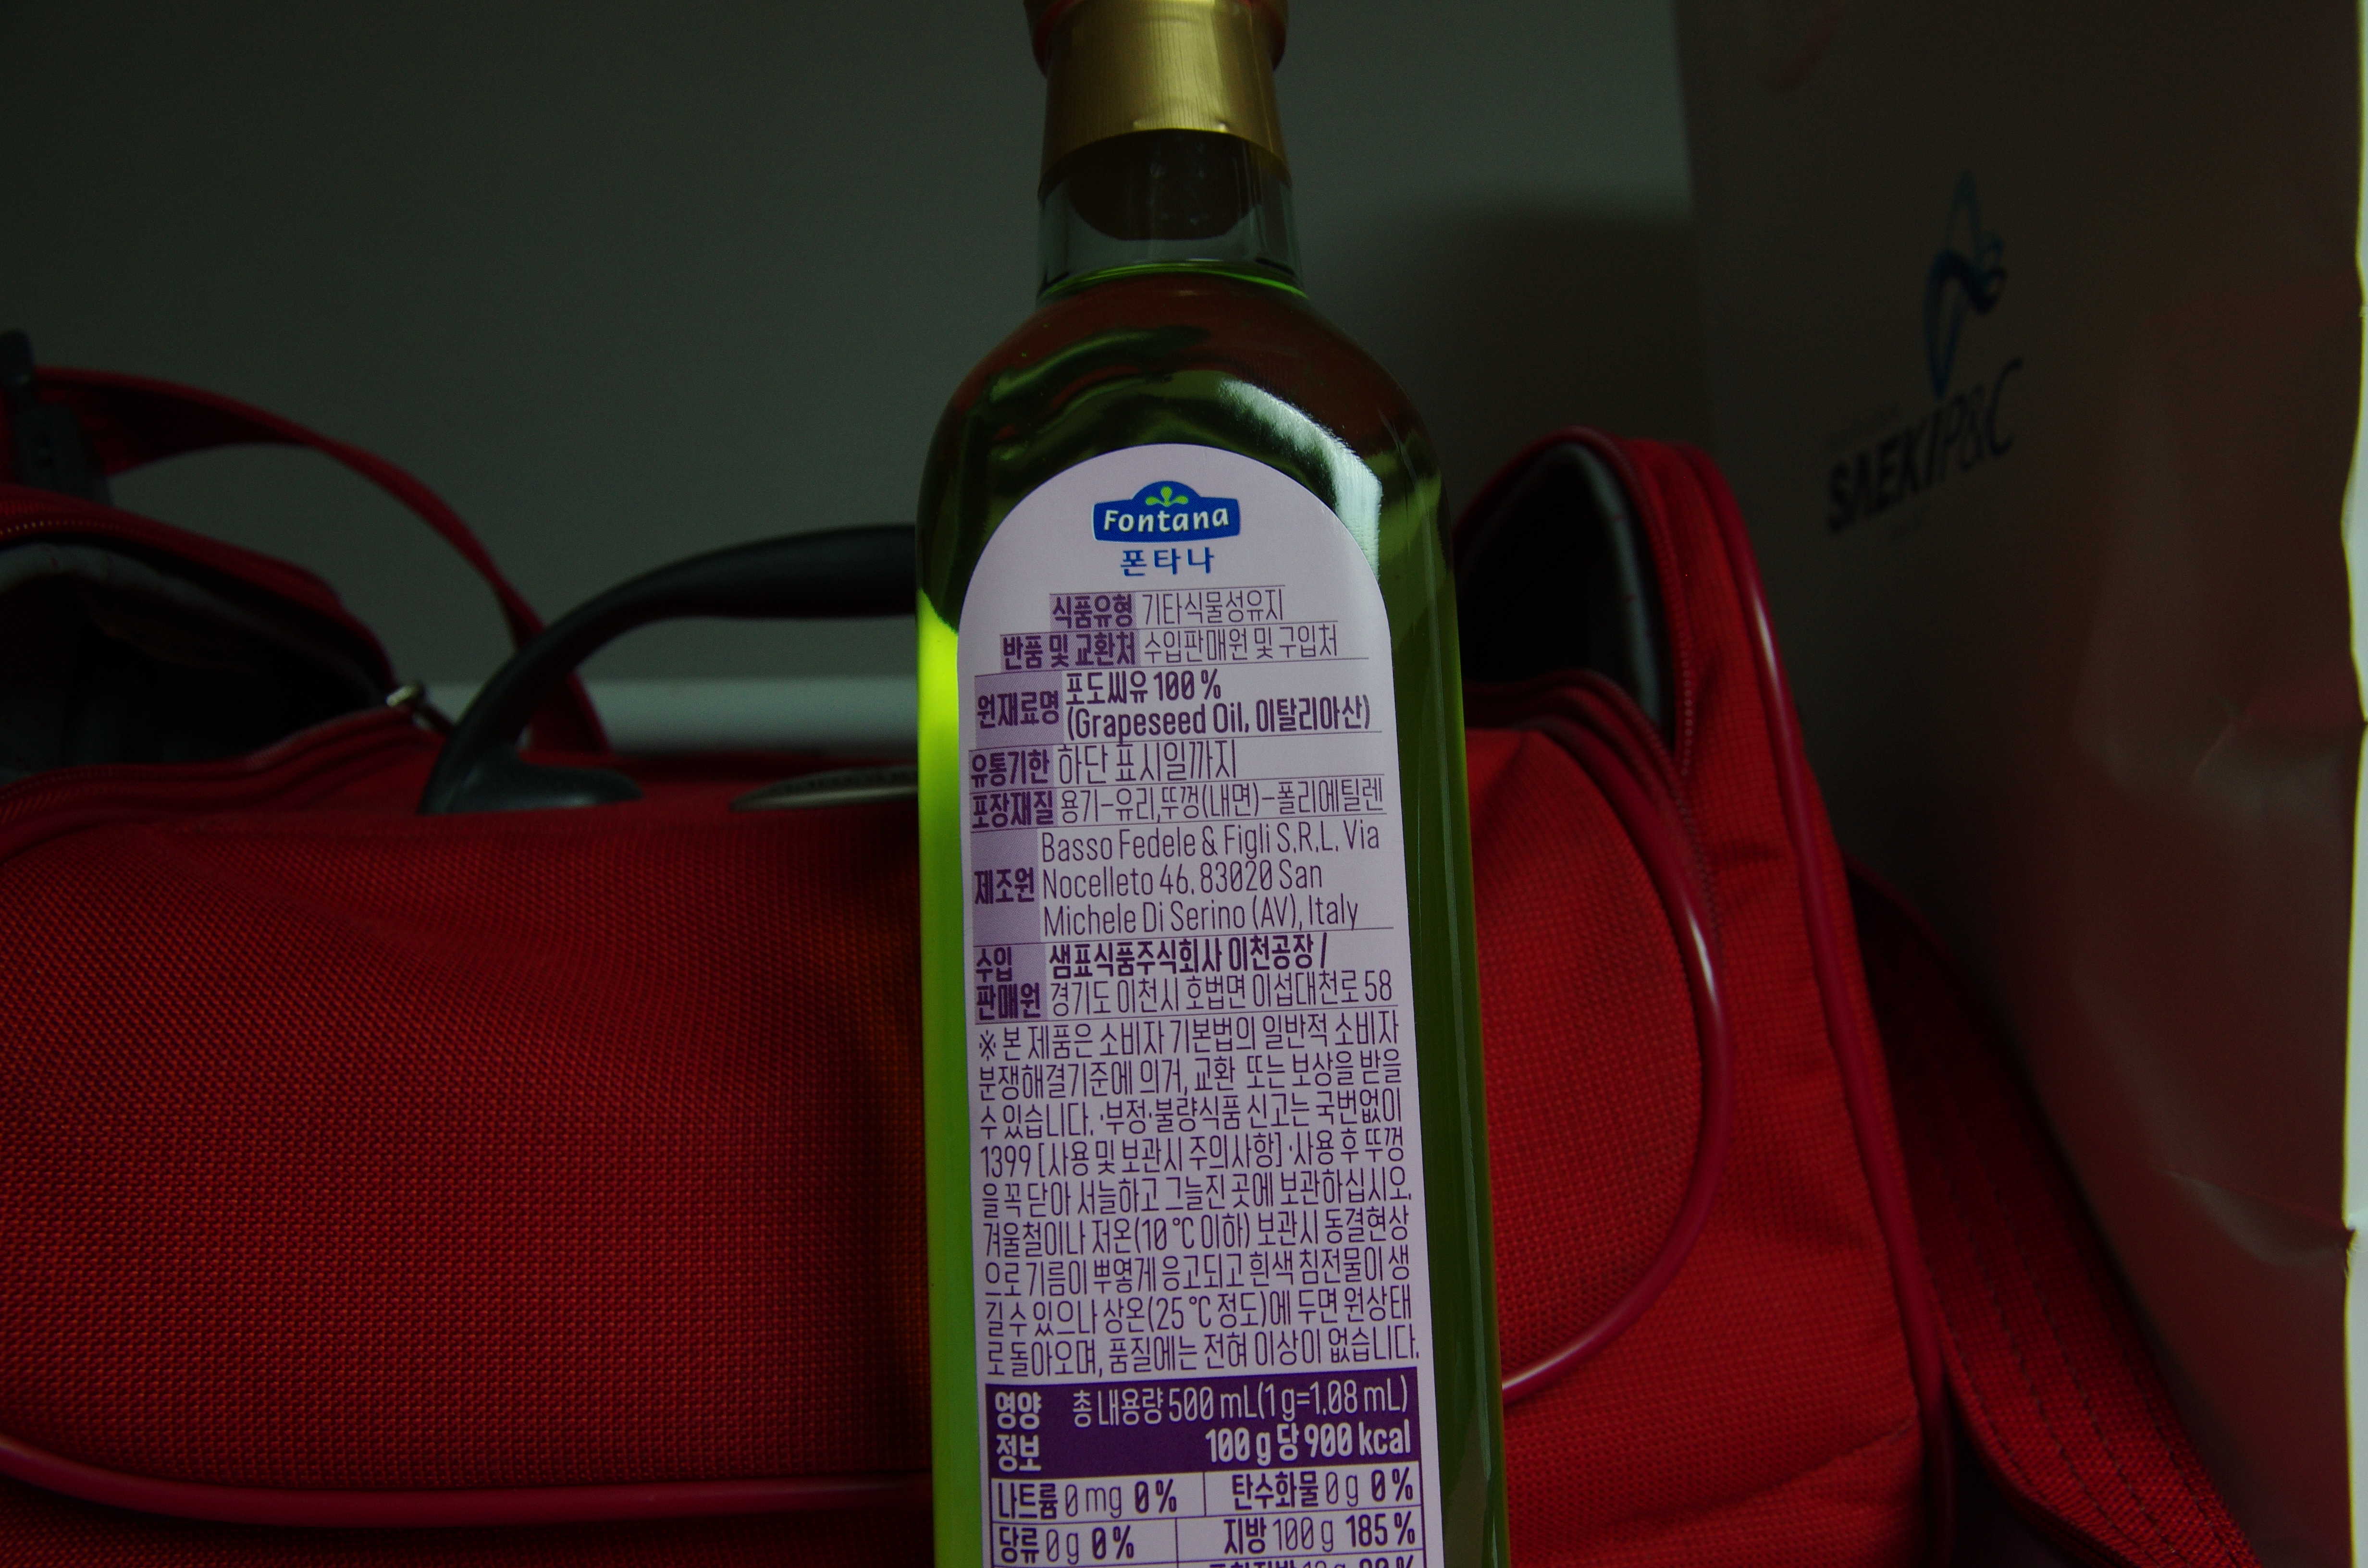 Fontana
폰타나
식품유형 기타식물성유지
반품 및 교환처 수입판매원 및 구입처
원재료명 포도씨유 100 %
(Grapeseed Oil, 이탈리아산)
유통기한 하단 표시일까지
포장재질 용기-유리,뚜껑(내면)-폴리에틸렌
제조원 Basso Fedele & Figli S.R.L. Via
Nocelleto 46. 83020 San
Michele Di Serino (AV), Italy
수입 샘표식품주식회사 이천공장 /
판매원 경기도 이천시 호법면 이섭대천로 58
※ 본 제품은 소비자 기본법의 일반적 소비자
분쟁해결기준에 의거, 교환 또는 보상을 받을
수 있습니다. ·부정·불량식품 신고는 국번없이
1399 [사용 및 보관시 주의사항] ·사용 후 뚜껑
을 꼭 닫아 서늘하고 그늘진 곳에 보관하십시오.
겨울철이나 저온(10 ℃ 이하) 보관시 동결현상
으로 기름이 뿌옇게 응고되고 흰색 침전물이 생
길 수 있으나 상온(25 ℃ 정도)에 두면 원상태
로 돌아오며, 품질에는 전혀 이상이 없습니다.
영양 총 내용량 500 mL(1 g=1.08 mL)
정보 100 g 당 900 kcal
나트륨 0 mg 0 % 탄수화물 0 g 0 %
당류 0 g 0 % 지방 100 g 185 %
SAEKI P&C